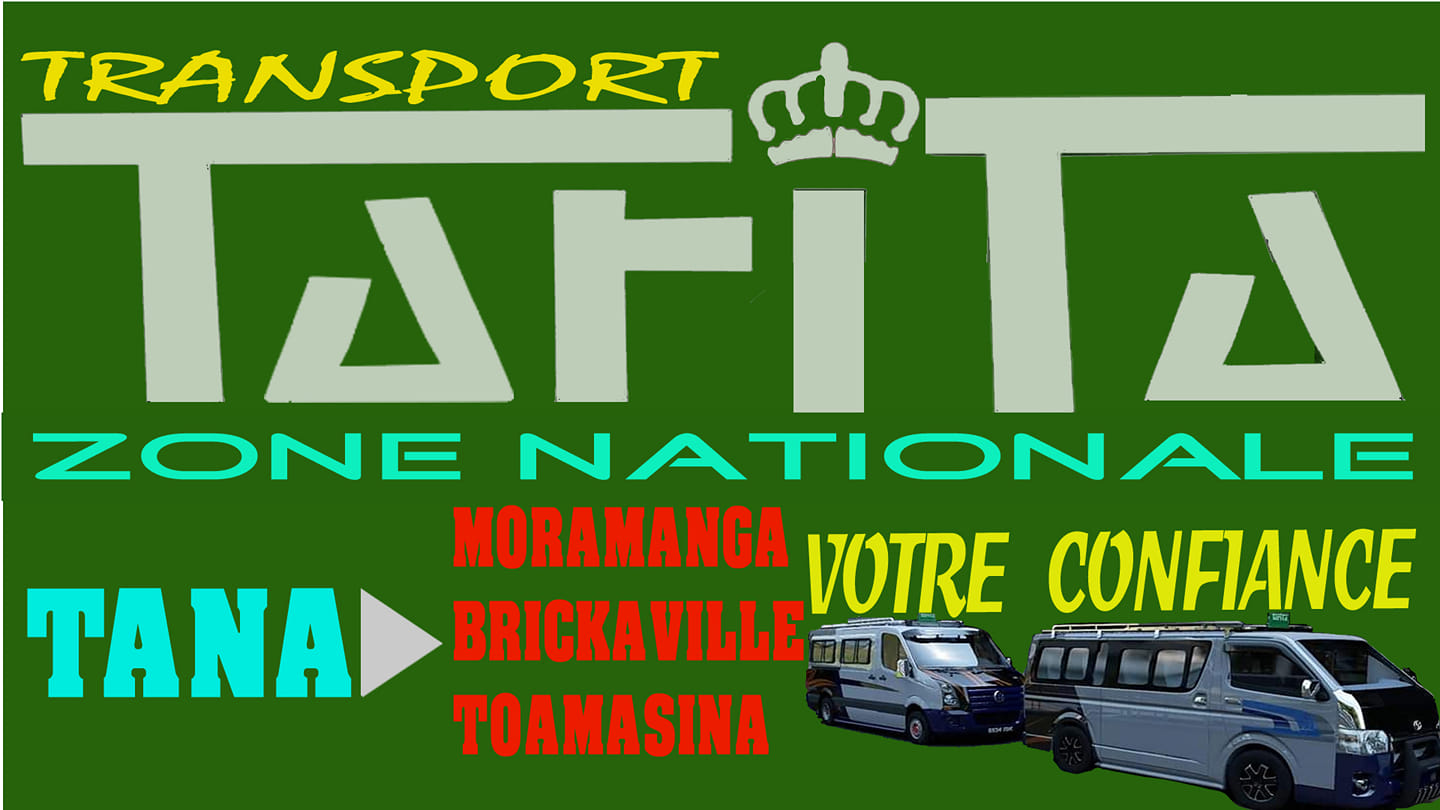 TRANSPORT
TAFITA
ZONE NATIONALE
TANA
MORAMANGA
BRICKAVILLE
TOAMASINA
VOTRE CONFIANCE